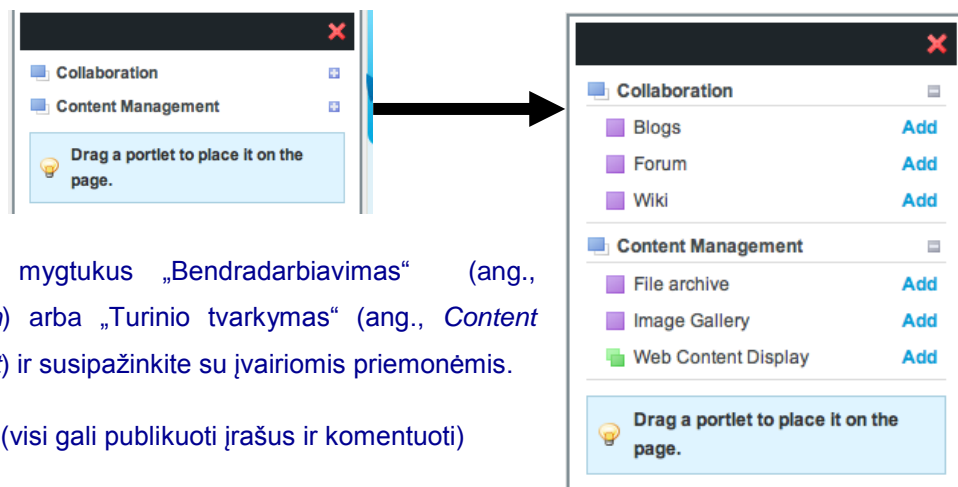 Collaboration
Content Management
Drag a portlet to place it on the
page.
mygtukus „Bendradarbiavimas“ (ang.,
) arba „Turinio tvarkymas“ (ang., Content
) ir susipažinkite su įvairiomis priemonėmis.
(visi gali publikuoti įrašus ir komentuoti)
Collaboration
Blogs Add
Forum Add
Wiki Add
Content Management
File archive Add
Image Gallery Add
Web Content Display Add
Drag a portlet to place it on the
page.